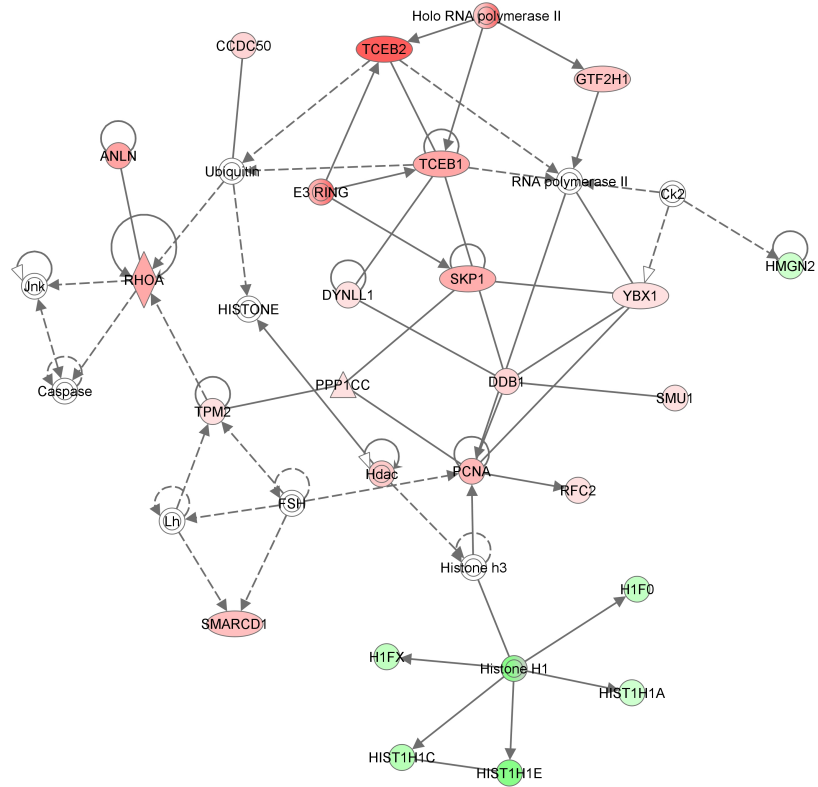 Holo RNA polymerase II
CCDC50
TCEB2
GTF2H1
ANLN
TCEB1
Ubiquitin
RNA polymerase II
E3 RING
Ck2
HMGN2
RHOA
SKP1
Jnk
DYNLL1
YBX1
HISTONE
Caspase
PPP1CC
DDB1
SMU1
TPM2
Hdac
PCNA
RFC2
FSH
Lh
Histone h3
H1F0
SMARCD1
H1FX
Histone H1
HIST1H1A
HIST1H1C
HIST1H1E